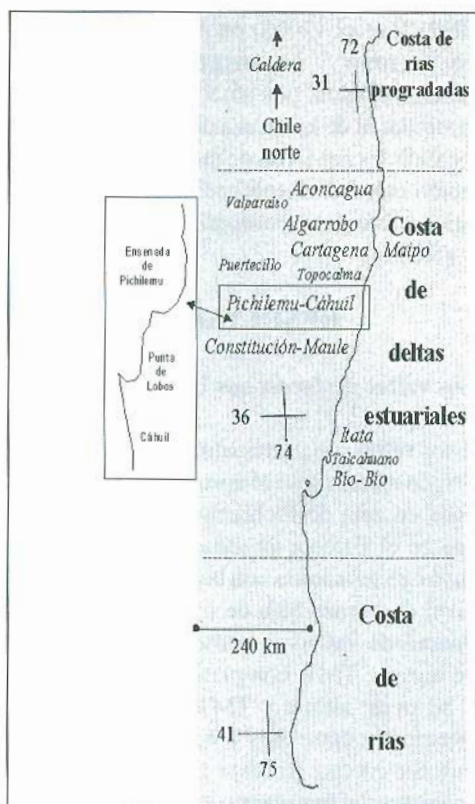 72
Costa de
Caldera
rías
31
progradadas
Chile
norte
Aconcagua
Valparaíso
Algarrobo
Costa
Cartagena
Maipo
Puertecillo
Topocalma
de
Pichilemu-Cáhuil
Constitución-Maule
deltas
36
estuariales
74
Itata
Talcahuano
Bío-Bío
Ensenada
de
Pichilemu
Punta
de
Lobos
Cáhuil
Costa
240 km
de
41
rías
75